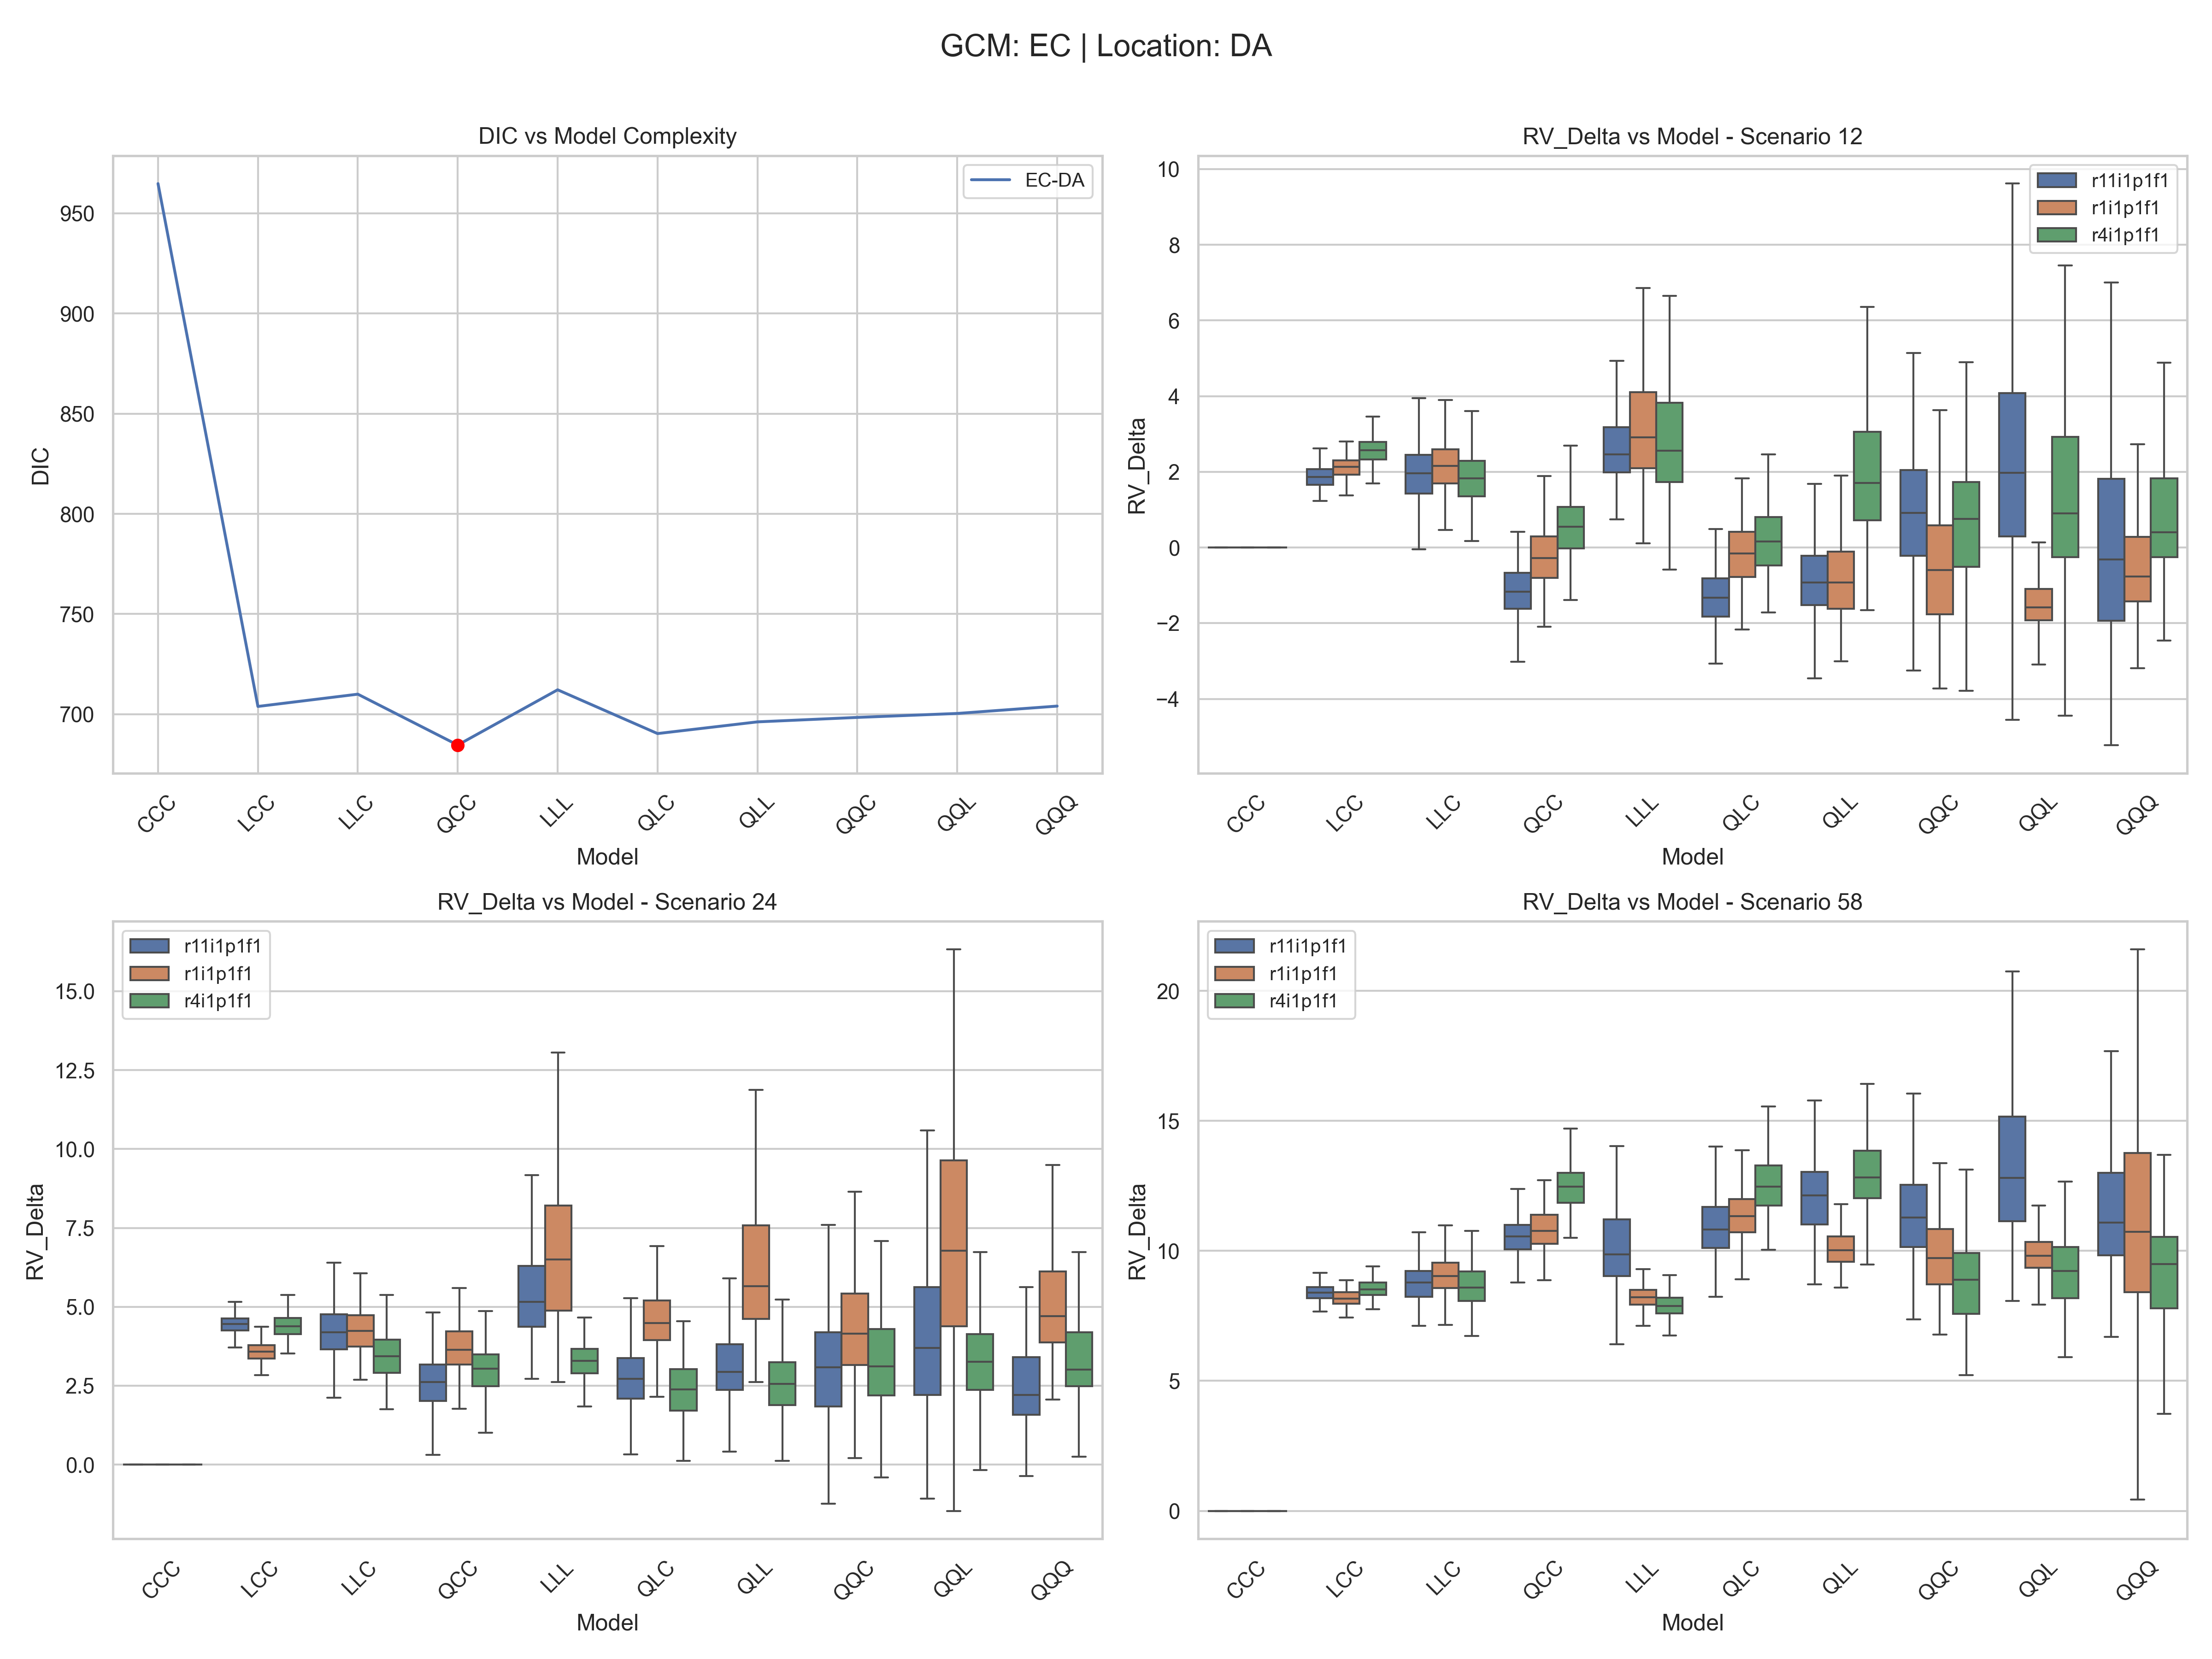 GCM: EC | Location: DA
DIC vs Model Complexity
EC-DA
950
900
850
800
750
700
DIC
CCC
LCC
LLC
QCC
LLL
QLC
QLL
QQC
QQL
QQQ
Model
RV_Delta vs Model - Scenario 12
r11i1p1f1
r1i1p1f1
r4i1p1f1
10
8
6
4
2
0
−2
−4
RV_Delta
CCC
LCC
LLC
QCC
LLL
QLC
QLL
QQC
QQL
QQQ
Model
RV_Delta vs Model - Scenario 24
r11i1p1f1
r1i1p1f1
r4i1p1f1
15.0
12.5
10.0
7.5
5.0
2.5
0.0
RV_Delta
CCC
LCC
LLC
QCC
LLL
QLC
QLL
QQC
QQL
QQQ
Model
RV_Delta vs Model - Scenario 58
r11i1p1f1
r1i1p1f1
r4i1p1f1
20
15
10
5
0
RV_Delta
CCC
LCC
LLC
QCC
LLL
QLC
QLL
QQC
QQL
QQQ
Model